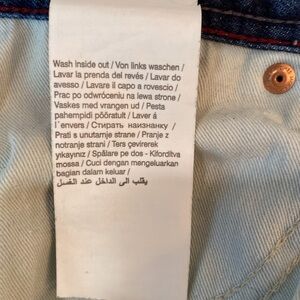 Wash inside out / Von links waschen /
Lavar la prenda del revés / Lavar do
avesso / Lavare il capo a rovescio /
Prac po odwróceniu na lewa strone /
Vaskes med vrangen ud / Pesta
pahempidi pööratult / Laver à
l´envers / Стирать наизнанку /
Prati s unutarnje strane / Pranje z
notranje strani / Ters çevirerek
yikayiniz / Spălare pe dos - Kifordítva
mossa / Cuci dengan mengeluarkan
bagian dalam keluar /
يقلب الى الداخل عند الغسل